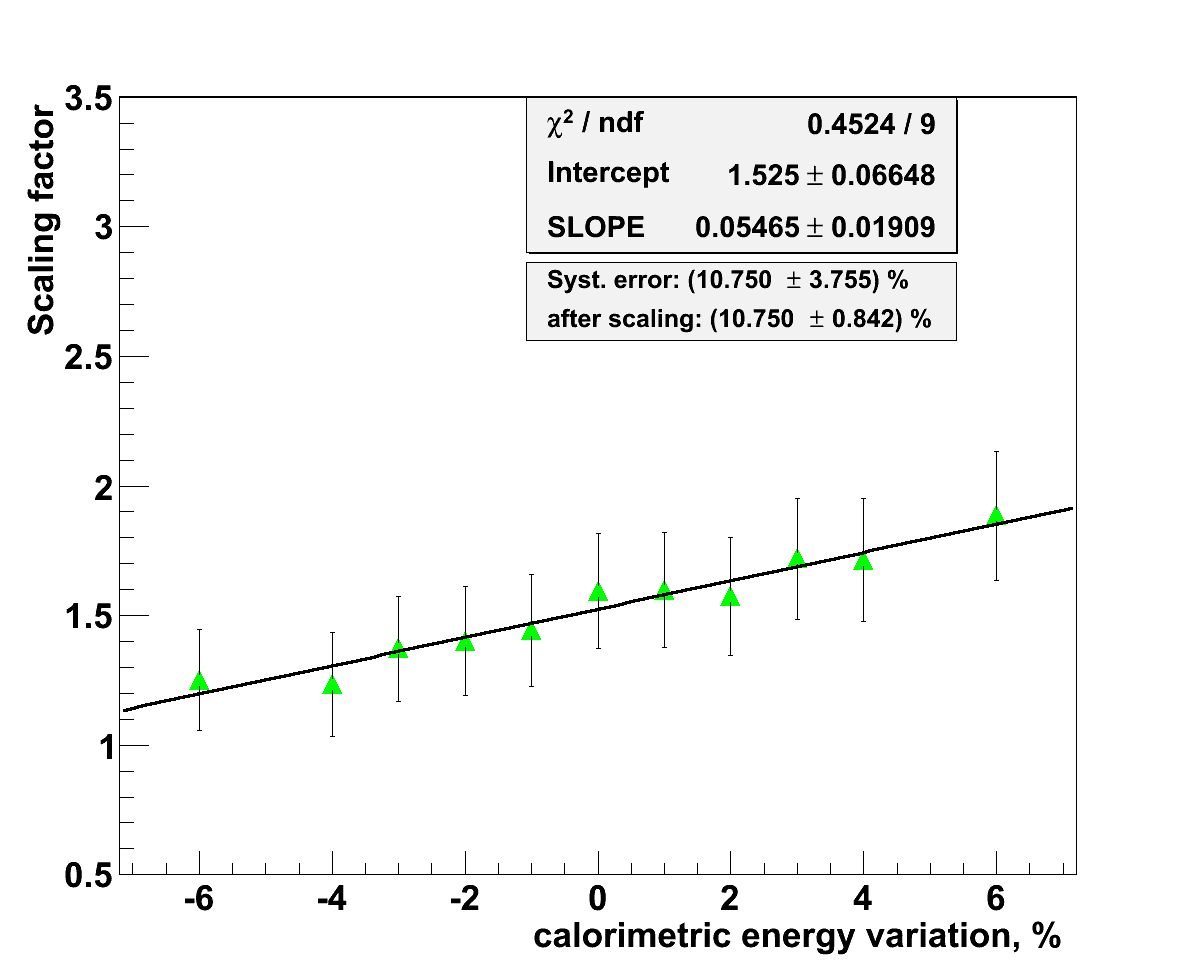 3.5
3
2.5
2
1.5
1
0.5
Scaling factor
χ² / ndf 0.4524 / 9
Intercept 1.525 ± 0.06648
SLOPE 0.05465 ± 0.01909
Syst. error: (10.750 ± 3.755) %
after scaling: (10.750 ± 0.842) %
-6 -4 -2 0 2 4 6
calorimetric energy variation, %